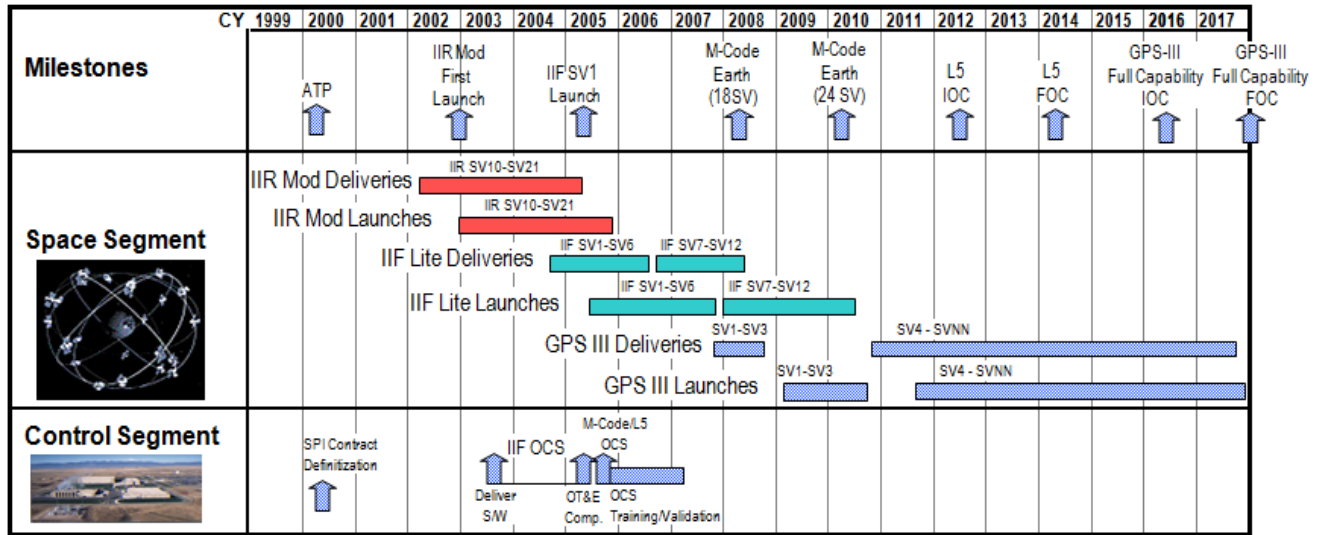 CY 1999 2000 2001 2002 2003 2004 2005 2006 2007 2008 2009 2010 2011 2012 2013 2014 2015 2016 2017
Milestones
ATP
IIR Mod
First
Launch
IIF SV1
Launch
M-Code
Earth
(18SV)
M-Code
Earth
(24 SV)
L5
IOC
L5
FOC
GPS-III
Full Capability
IOC
GPS-III
Full Capability
FOC
Space Segment
IIR Mod Deliveries
IIR SV10-SV21
IIR Mod Launches
IIR SV10-SV21
IIF Lite Deliveries
IIF SV1-SV6
IIF SV7-SV12
IIF Lite Launches
IIF SV1-SV6
IIF SV7-SV12
GPS III Deliveries
SV1-SV3
SV4 - SVNN
GPS III Launches
SV1-SV3
SV4 - SVNN
Control Segment
SPI Contract
Definitization
IIF OCS
Deliver
S/W
OT&E
Comp.
M-Code/L5
OCS
OCS
Training/Validation